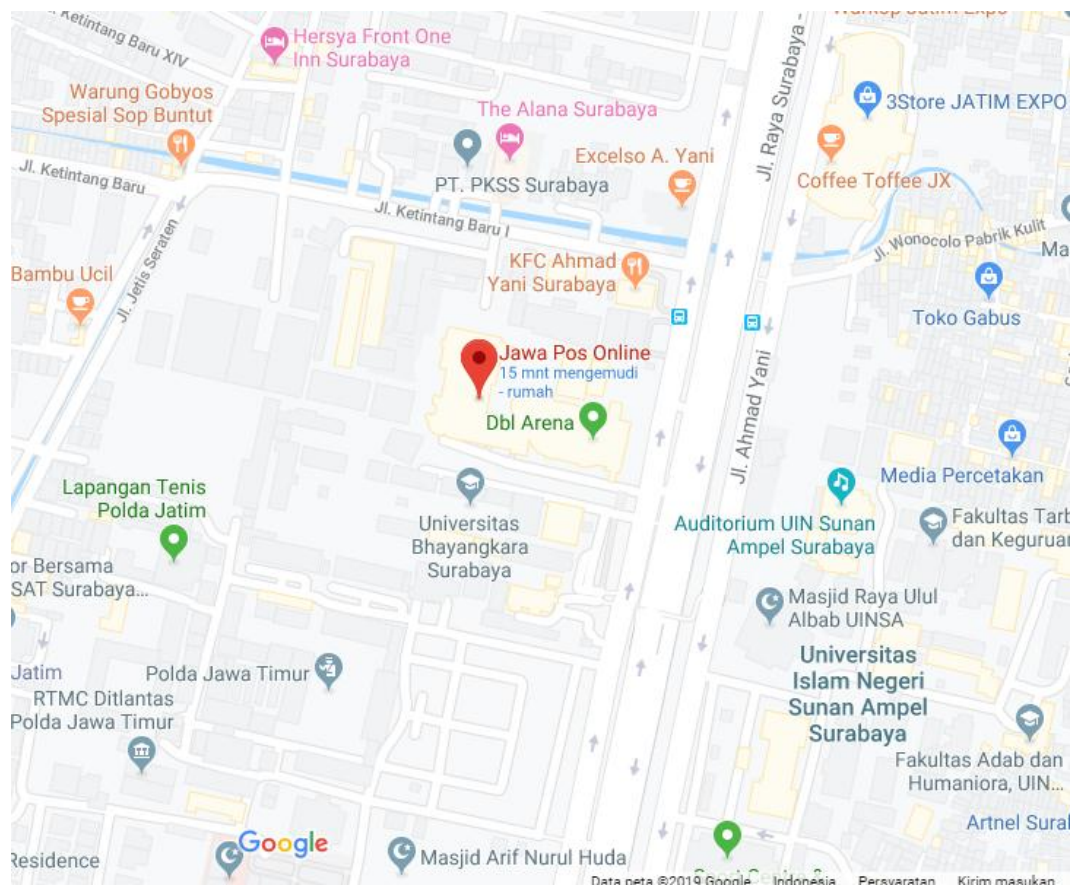 Warkop Jatim Expo
Ketintang Baru XIV
Hersya Front One
Inn Surabaya
Warung Gobyos
Spesial Sop Buntut
The Alana Surabaya
3Store JATIM EXPO
Jl. Raya Surabaya -
PT. PKSS Surabaya
Excelso A. Yani
Coffee Toffee JX
Jl. Ketintang Baru
Jl. Ketintang Baru I
Jl. Wonocolo Pabrik Kulit
Ma
Jl. Jetis Seraten
Bambu Ucil
KFC Ahmad
Yani Surabaya
Toko Gabus
Jawa Pos Online
15 mnt mengemudi
- rumah
Dbl Arena
Jl. Ahmad Yani
Media Percetakan
Lapangan Tenis
Polda Jatim
Universitas
Bhayangkara
Surabaya
Auditorium UIN Sunan
Ampel Surabaya
Fakultas Tarb
dan Keguruan
or Bersama
SAT Surabaya...
Masjid Raya Ulul
Albab UINSA
Jatim
Polda Jawa Timur
RTMC Ditlantas
Polda Jawa Timur
Universitas
Islam Negeri
Sunan Ampel
Surabaya
Fakultas Adab dan
Humaniora, UIN...
Artnel Sural
Google
Residence
Masjid Arif Nurul Huda
Data peta ©2019 Google Indonesia Persyaratan Kirim masukan